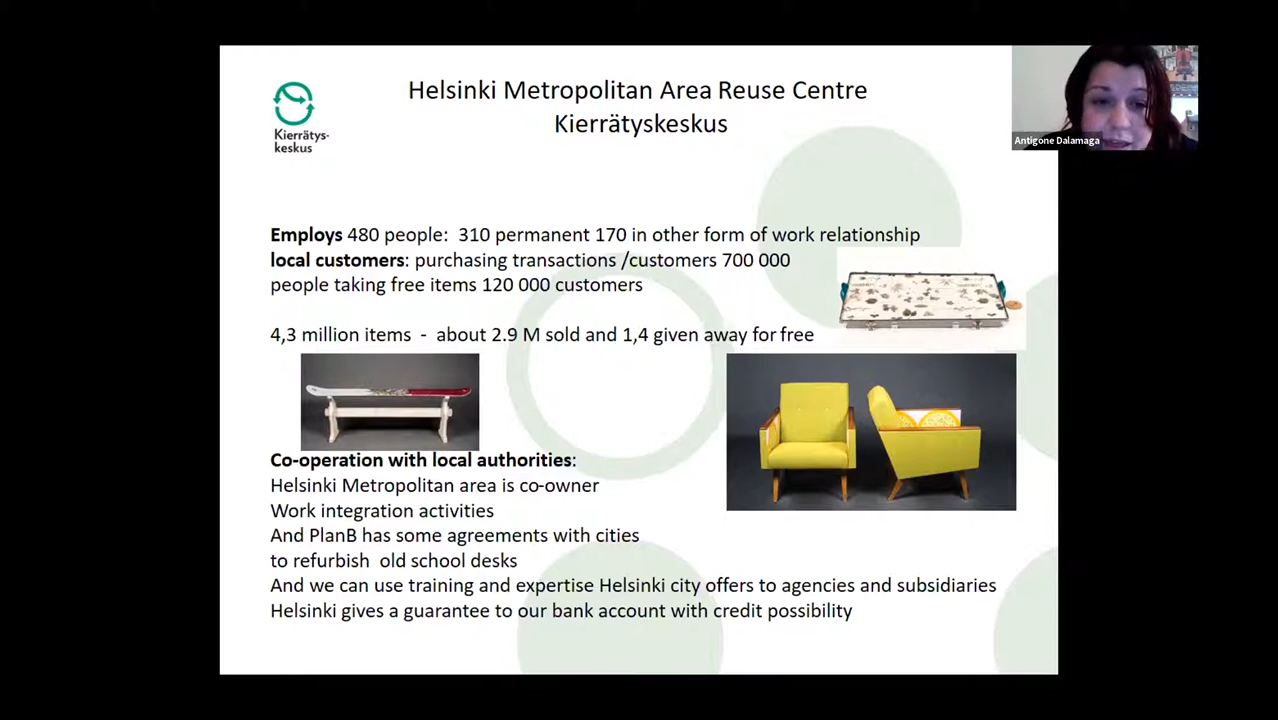 Kierrätys-
keskus
Helsinki Metropolitan Area Reuse Centre
Kierrätyskeskus
Antigone Dalamaga
Employs 480 people:  310 permanent 170 in other form of work relationship
local customers: purchasing transactions /customers 700 000
people taking free items 120 000 customers
4,3 million items  -  about 2.9 M sold and 1,4 given away for free
Co-operation with local authorities:
Helsinki Metropolitan area is co-owner
Work integration activities
And PlanB has some agreements with cities
to refurbish  old school desks
And we can use training and expertise Helsinki city offers to agencies and subsidiaries
Helsinki gives a guarantee to our bank account with credit possibility